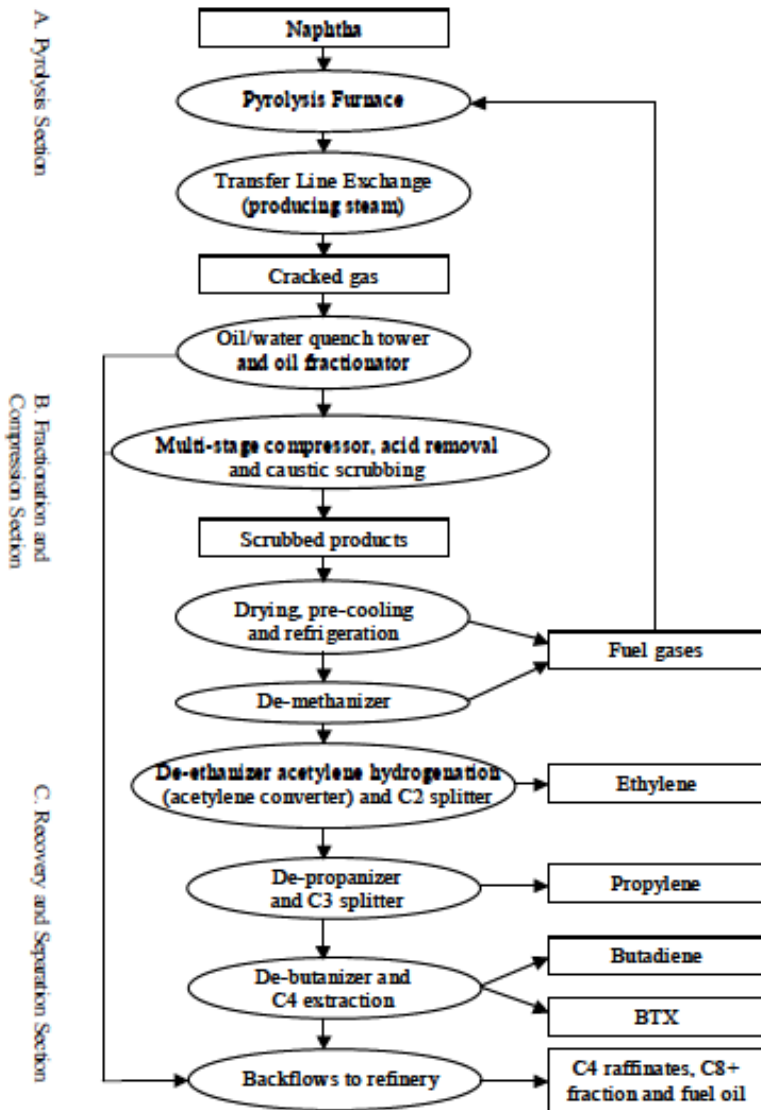 A. Pyrolysis Section
Naphtha
Pyrolysis Furnace
Transfer Line Exchange
(producing steam)
Cracked gas
Oil/water quench tower
and oil fractionator
B. Fractionation and
Compression Section
Multi-stage compressor, acid removal
and caustic scrubbing
Scrubbed products
Drying, pre-cooling
and refrigeration
Fuel gases
De-methanizer
C. Recovery and Separation Section
De-ethanizer acetylene hydrogenation
(acetylene converter) and C2 splitter
Ethylene
De-propanizer
and C3 splitter
Propylene
De-butanizer and
C4 extraction
Butadiene
BTX
Backflows to refinery
C4 raffinates, C8+
fraction and fuel oil